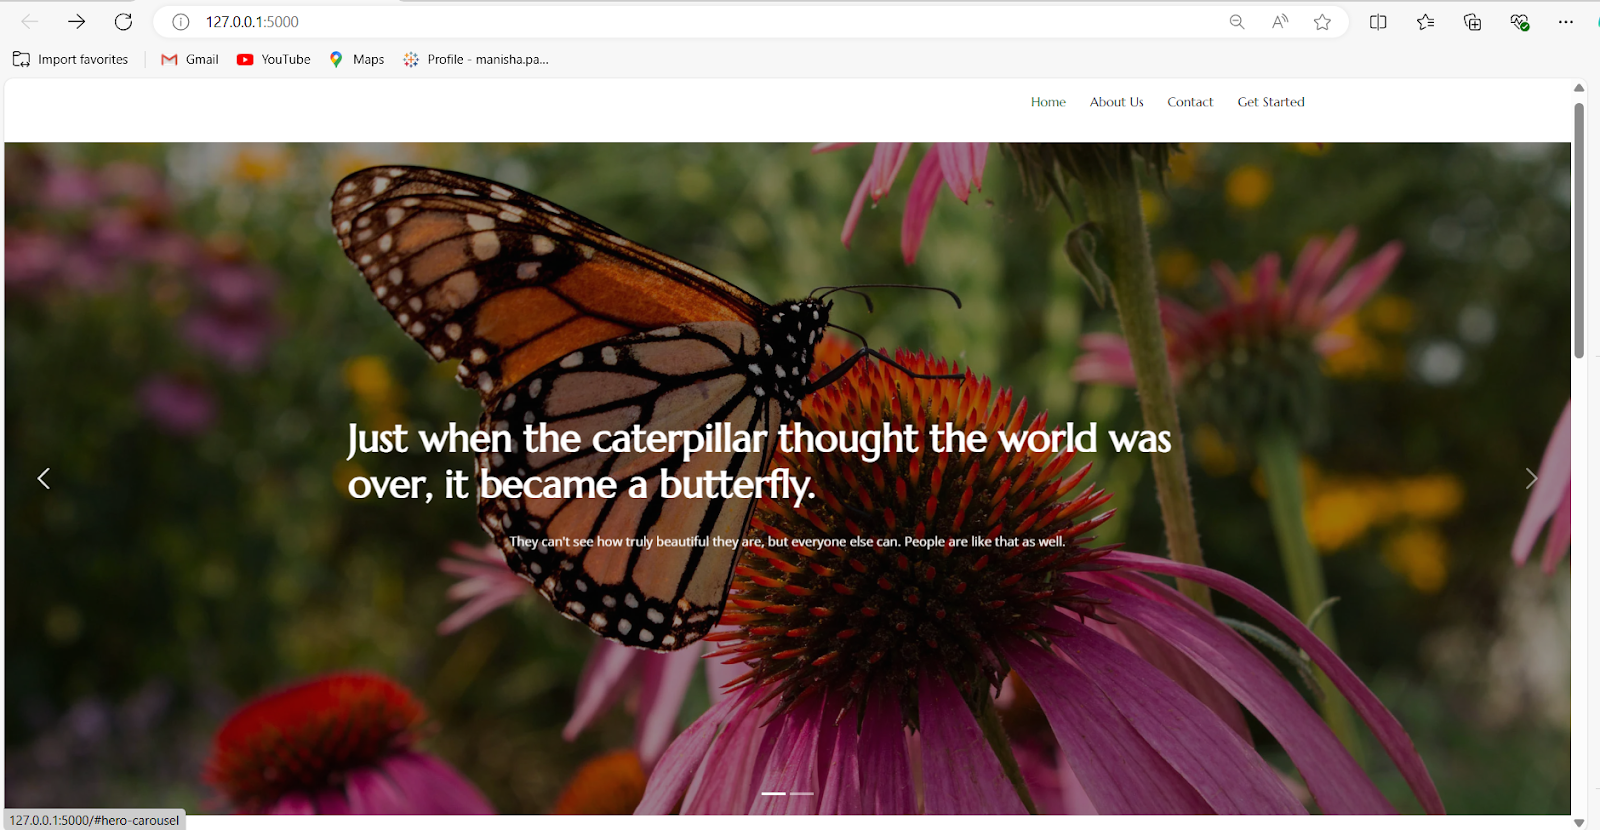 127.0.0.1:5000
Import favorites Gmail YouTube Maps Profile - manisha.pa...
Home About Us Contact Get Started
Just when the caterpillar thought the world was
over, it became a butterfly.
They can't see how truly beautiful they are, but everyone else can. People are like that as well.
127.0.0.1:5000/#hero-carousel